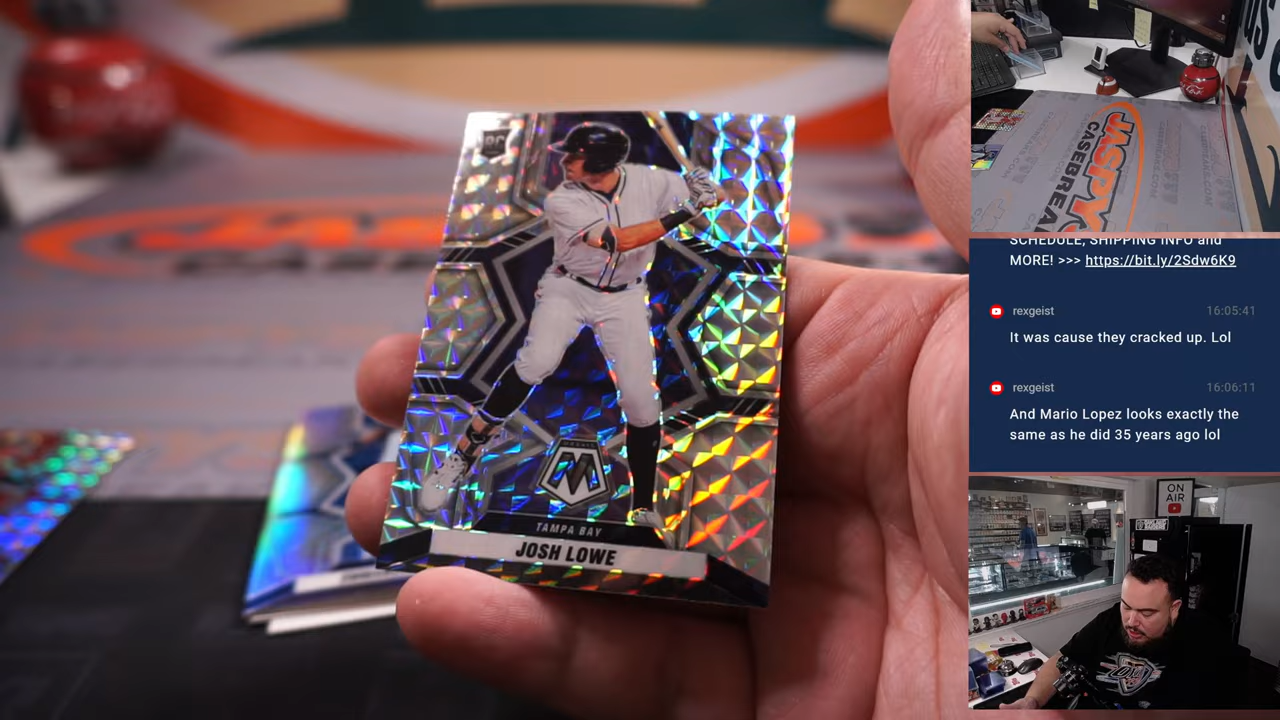 RC
TAMPA BAY
JOSH LOWE
JASPY'S
CASEBREA
SCHEDULE, SHIPPING INFO and
MORE! >>> https://bit.ly/2Sdw6K9
rexgeist 16:05:41
It was cause they cracked up. Lol
rexgeist 16:06:11
And Mario Lopez looks exactly the
same as he did 35 years ago lol
ON
AIR